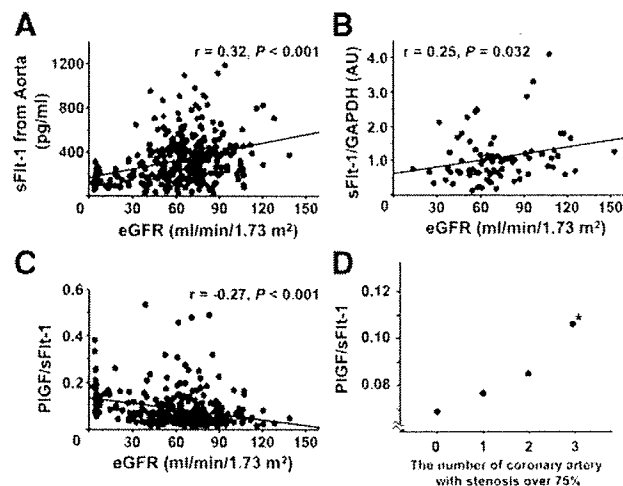 A
r = 0.32, P < 0.001
sFlt-1 from Aorta
(pg/ml)
1200
800
400
0 30 60 90 120 150
eGFR (ml/min/1.73 m²)
B
r = 0.25, P = 0.032
sFlt-1/GAPDH (AU)
4.0
3.0
2.0
1.0
0 30 60 90 120 150
eGFR (ml/min/1.73 m²)
C
r = -0.27, P < 0.001
PlGF/sFlt-1
0.6
0.4
0.2
0 30 60 90 120 150
eGFR (ml/min/1.73 m²)
D
PlGF/sFlt-1
0.12
0.10
0.08
*
0 1 2 3
The number of coronary artery
with stenosis over 75%